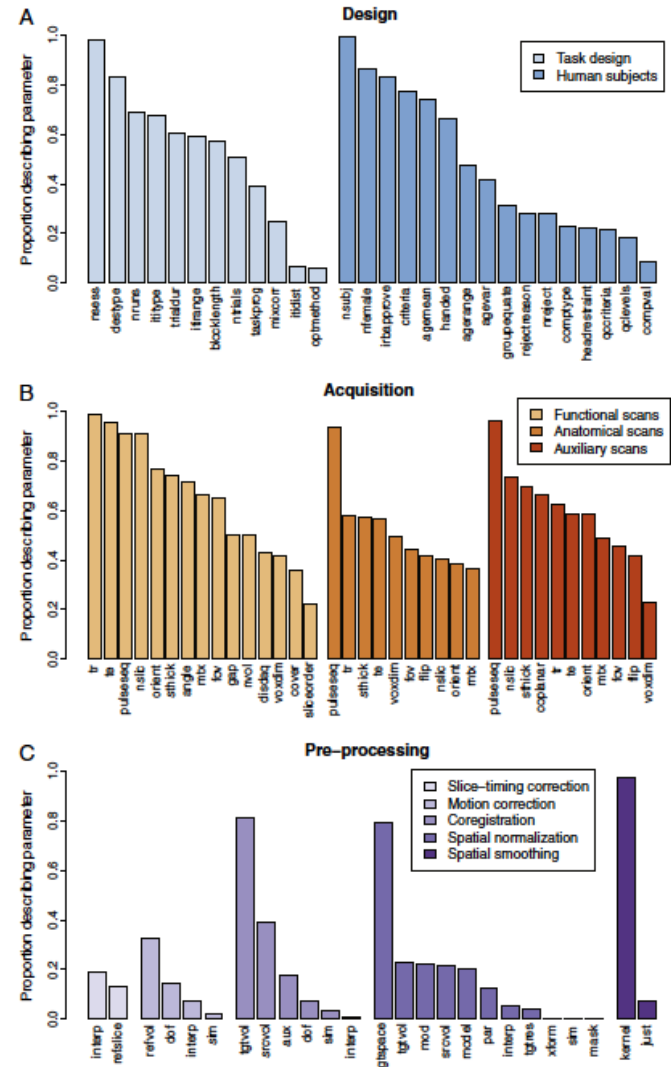 A
Design
Task design
Human subjects
Proportion describing parameter
0.0 0.2 0.4 0.6 0.8 1.0
nsess destype nruns ititype trialdur itirange blocklength ntrials taskprog mixcorr itidist optmethod
nsubj nfemale irbapprove criteria agemean handed agerange agevar groupequate rejectreason nreject comptype headrestraint qccriteria qclevels compval
B
Acquisition
Functional scans
Anatomical scans
Auxiliary scans
Proportion describing parameter
0.0 0.2 0.4 0.6 0.8 1.0
tr te pulseseq nslic orient sthick angle mtx fov gap nvol disdaq voxdim cover sliceorder
pulseseq tr sthick te voxdim fov flip nslic orient mtx
pulseseq nslic sthick coplanar tr te orient mtx fov flip voxdim
C
Pre-processing
Slice-timing correction
Motion correction
Coregistration
Spatial normalization
Spatial smoothing
Proportion describing parameter
0.0 0.2 0.4 0.6 0.8 1.0
interp refslice
refvol dof interp sim
tgtvol srcvol aux dof sim interp
gtspace tgtvol mod srcvol model par interp tgtres xform sim mask
kernel just